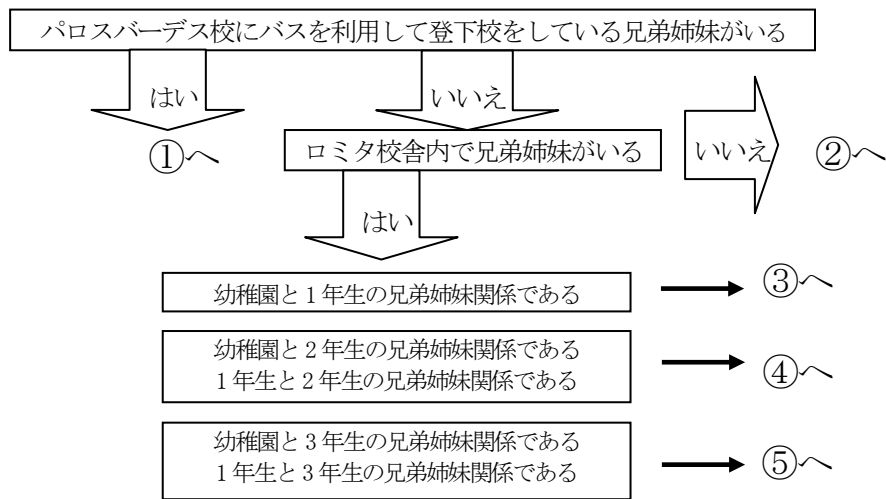 パロスバーデス校にバスを利用して登下校をしている兄弟姉妹がいる
はい
いいえ
①へ
ロミタ校舎内で兄弟姉妹がいる
いいえ
②へ
はい
幼稚園と１年生の兄弟姉妹関係である
③へ
幼稚園と２年生の兄弟姉妹関係である
１年生と２年生の兄弟姉妹関係である
④へ
幼稚園と３年生の兄弟姉妹関係である
１年生と３年生の兄弟姉妹関係である
⑤へ